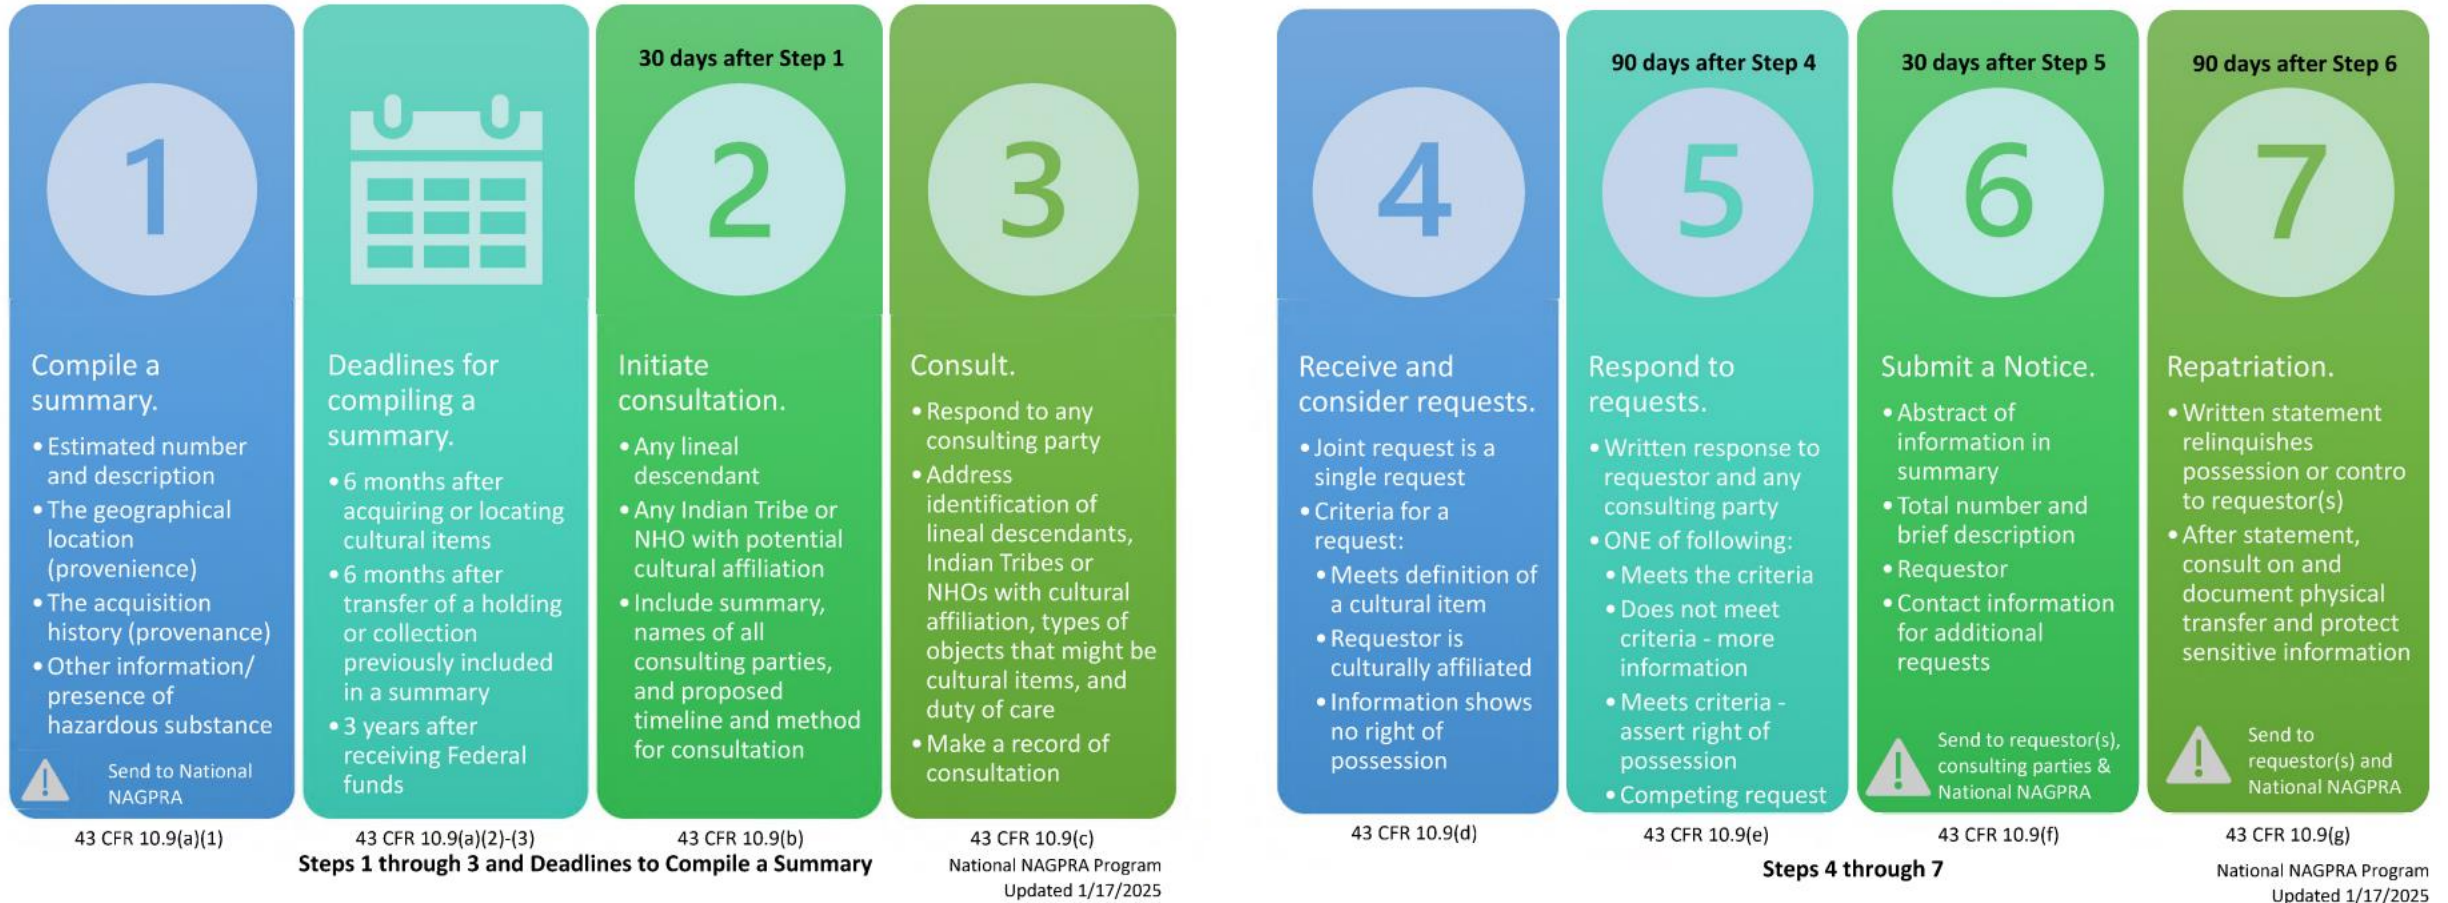 1
Compile a
summary.
• Estimated number
and description
• The geographical
location
(provenience)
• The acquisition
history (provenance)
• Other information/
presence of
hazardous substance
Send to National
NAGPRA
43 CFR 10.9(a)(1)
Deadlines for
compiling a
summary.
• 6 months after
acquiring or locating
cultural items
• 6 months after
transfer of a holding
or collection
previously included
in a summary
• 3 years after
receiving Federal
funds
43 CFR 10.9(a)(2)-(3)
30 days after Step 1
2
Initiate
consultation.
• Any lineal
descendant
• Any Indian Tribe or
NHO with potential
cultural affiliation
• Include summary,
names of all
consulting parties,
and proposed
timeline and method
for consultation
43 CFR 10.9(b)
3
Consult.
• Respond to any
consulting party
• Address
identification of
lineal descendants,
Indian Tribes or
NHOs with cultural
affiliation, types of
objects that might be
cultural items, and
duty of care
• Make a record of
consultation
43 CFR 10.9(c)
Steps 1 through 3 and Deadlines to Compile a Summary
National NAGPRA Program
Updated 1/17/2025
4
Receive and
consider requests.
• Joint request is a
single request
• Criteria for a
request:
• Meets definition of
a cultural item
• Requestor is
culturally affiliated
• Information shows
no right of
possession
43 CFR 10.9(d)
90 days after Step 4
5
Respond to
requests.
• Written response to
requestor and any
consulting party
• ONE of following:
• Meets the criteria
• Does not meet
criteria - more
information
• Meets criteria -
assert right of
possession
• Competing request
43 CFR 10.9(e)
30 days after Step 5
6
Submit a Notice.
• Abstract of
information in
summary
• Total number and
brief description
• Requestor
• Contact information
for additional
requests
Send to requestor(s),
consulting parties &
National NAGPRA
43 CFR 10.9(f)
90 days after Step 6
7
Repatriation.
• Written statement
relinquishes
possession or contro
to requestor(s)
• After statement,
consult on and
document physical
transfer and protect
sensitive information
Send to
requestor(s) and
National NAGPRA
43 CFR 10.9(g)
Steps 4 through 7
National NAGPRA Program
Updated 1/17/2025